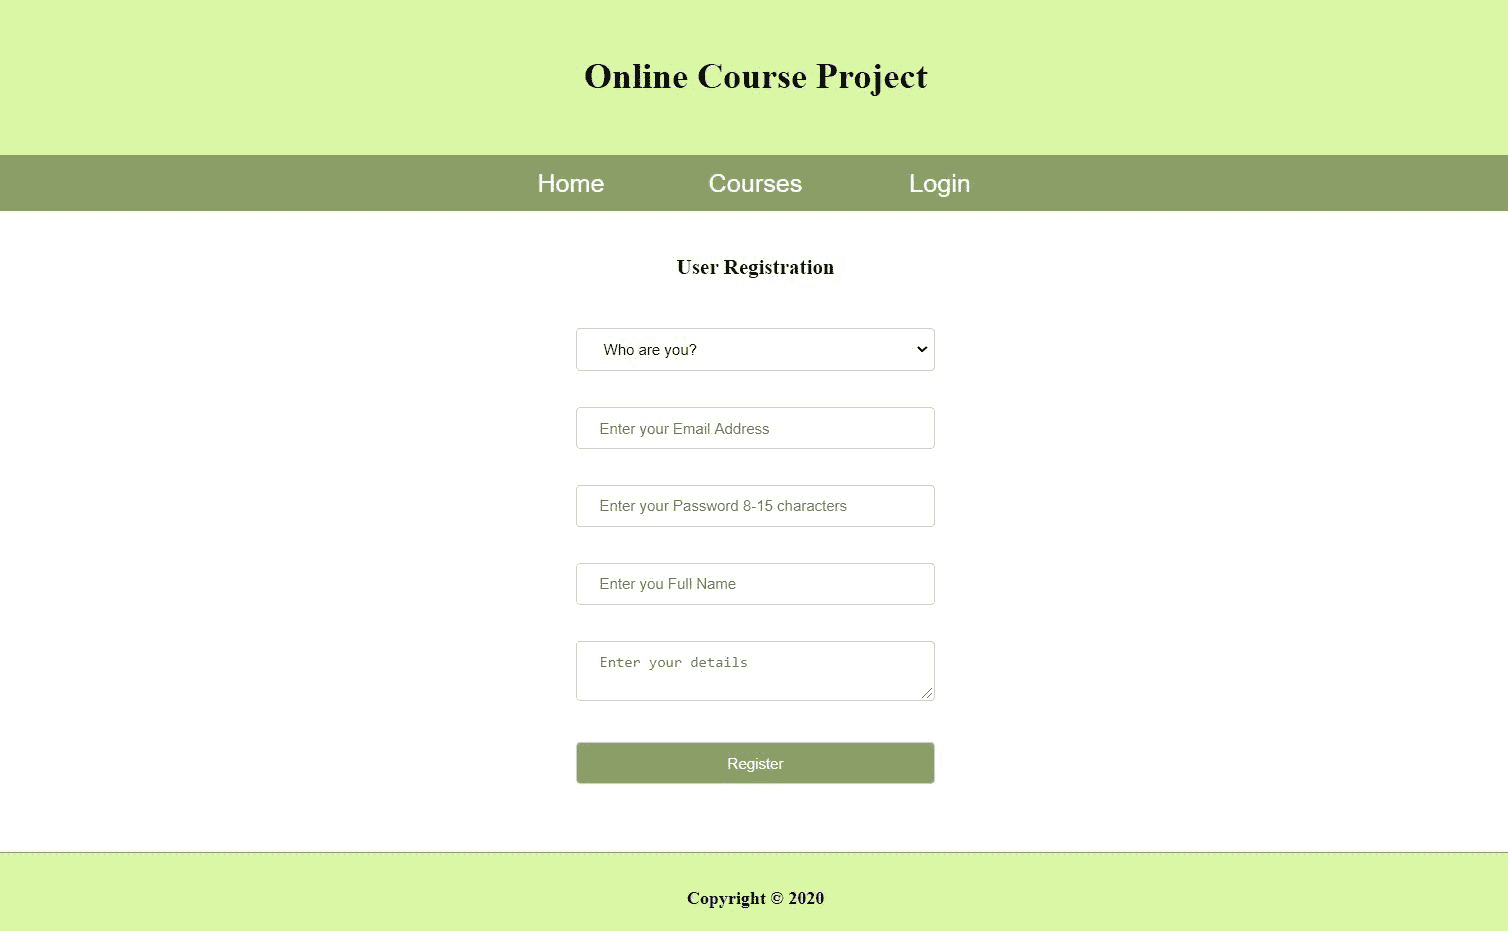 Online Course Project
Home Courses Login
User Registration
Who are you?
Enter your Email Address
Enter your Password 8-15 characters
Enter you Full Name
Enter your details
Register
Copyright © 2020